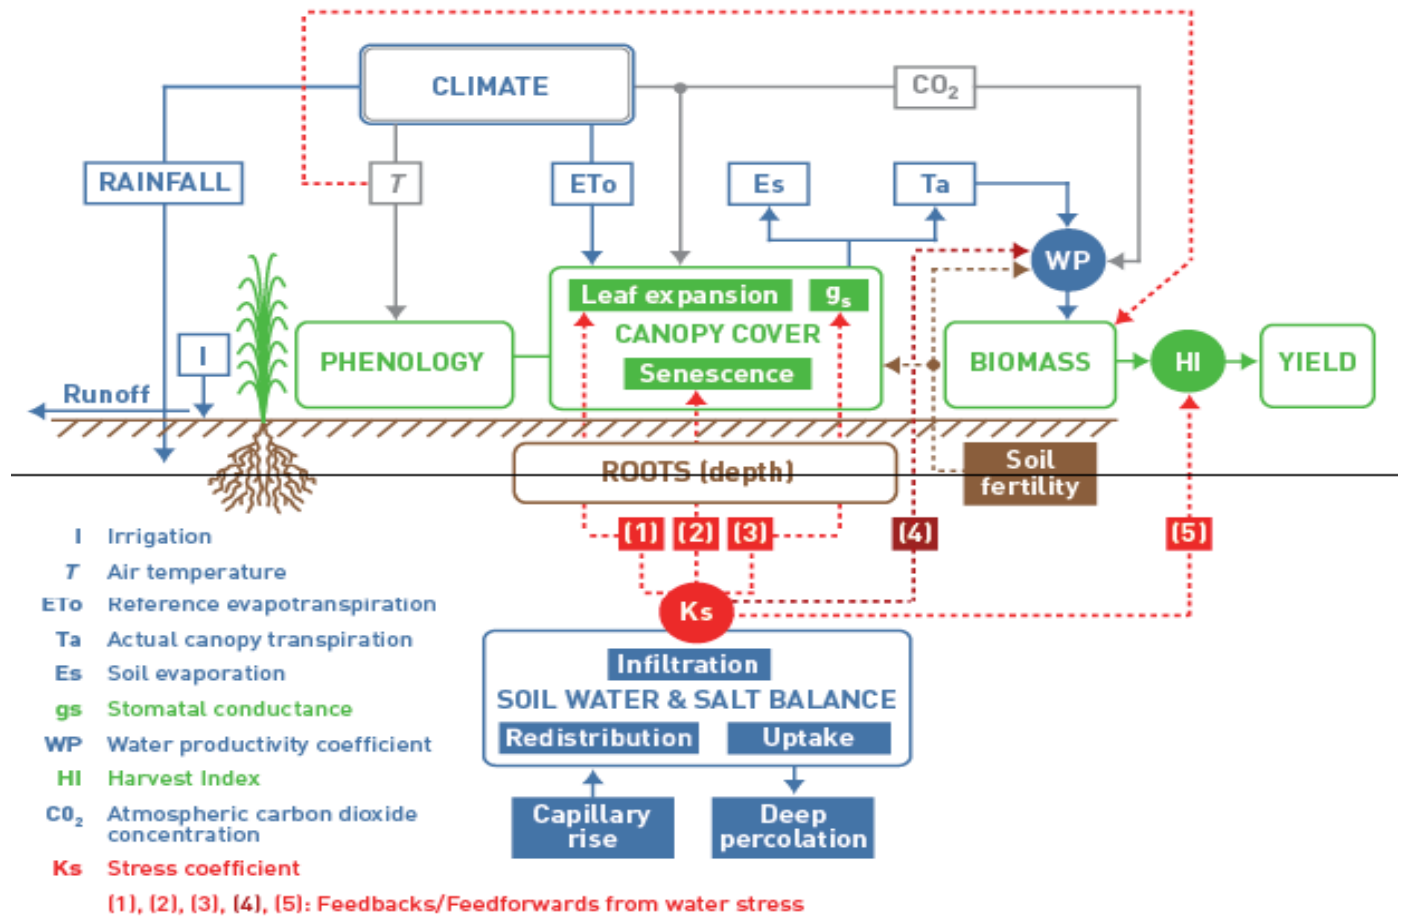 CLIMATE
CO₂
RAINFALL
T
ETo
Es
Ta
WP
Leaf expansion
gs
CANOPY COVER
Senescence
PHENOLOGY
BIOMASS
HI
YIELD
I
Runoff
ROOTS (depth)
Soil
fertility
(1)
(2)
(3)
(4)
(5)
Ks
Infiltration
SOIL WATER & SALT BALANCE
Redistribution
Uptake
Capillary
rise
Deep
percolation
I Irrigation
T Air temperature
ETo Reference evapotranspiration
Ta Actual canopy transpiration
Es Soil evaporation
gs Stomatal conductance
WP Water productivity coefficient
HI Harvest Index
C0₂ Atmospheric carbon dioxide
concentration
Ks Stress coefficient
(1), (2), (3), (4), (5): Feedbacks/Feedforwards from water stress